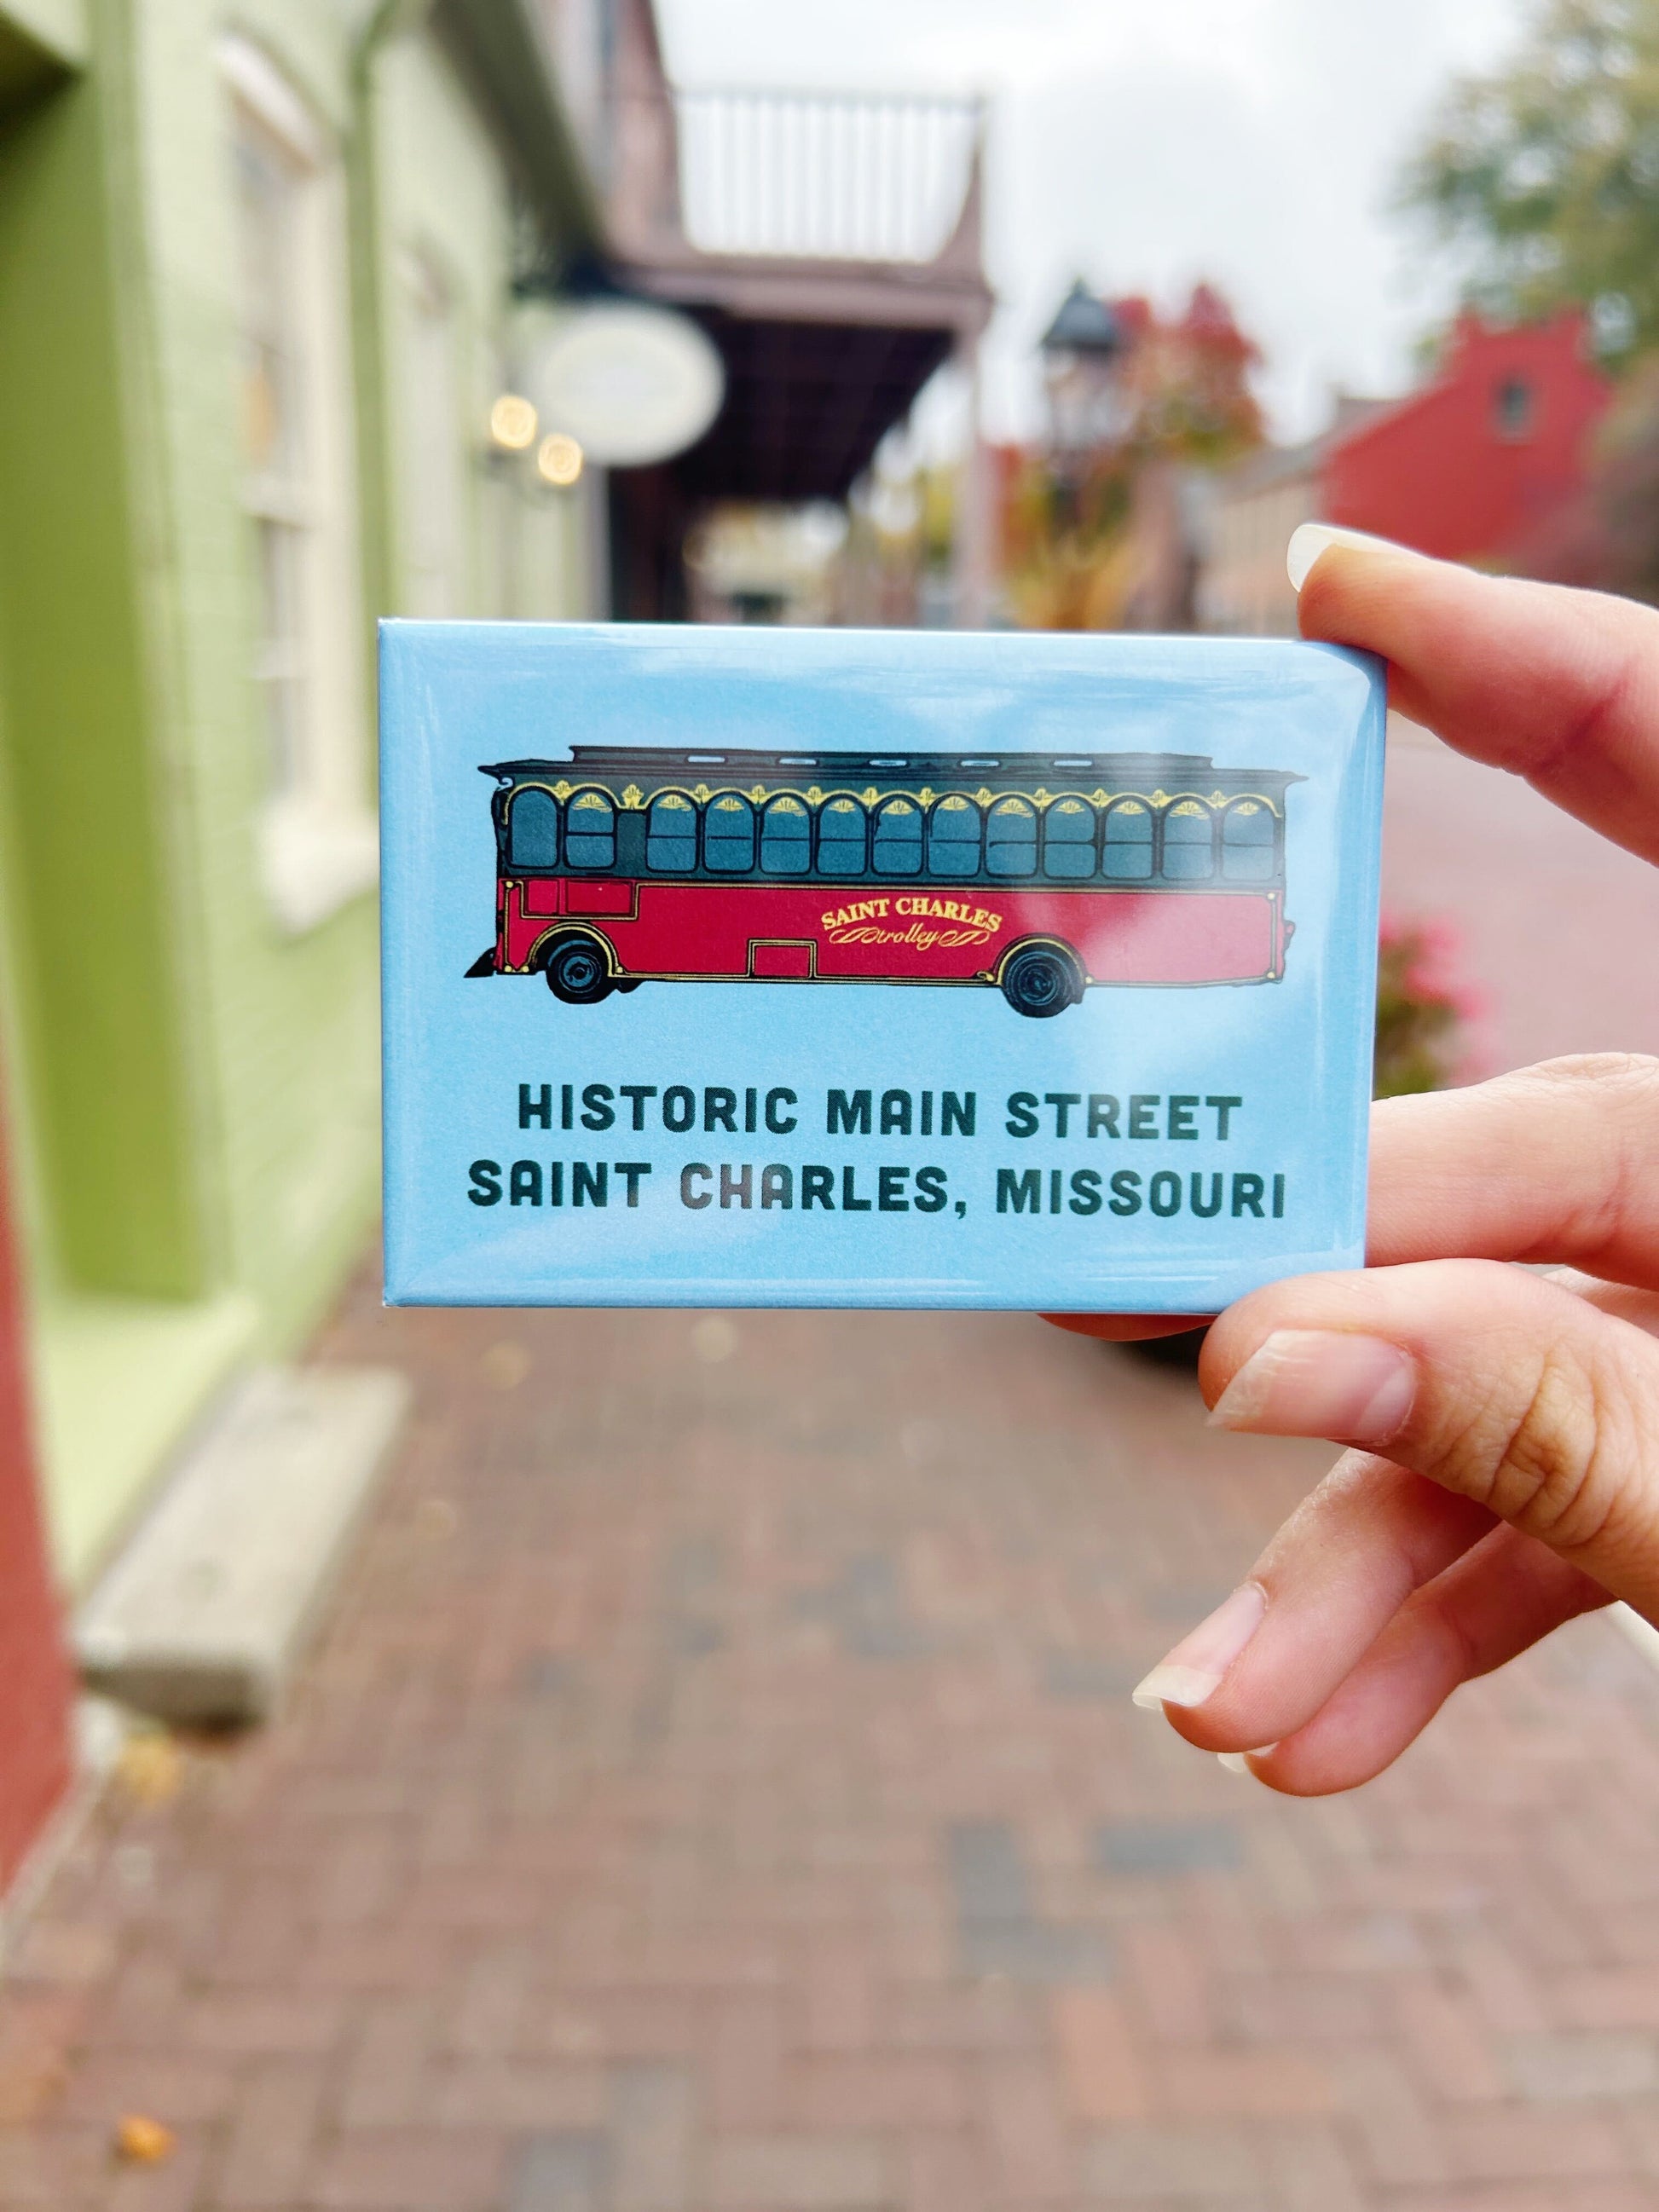 SAINT CHARLES
trolley
HISTORIC MAIN STREET
SAINT CHARLES, MISSOURI